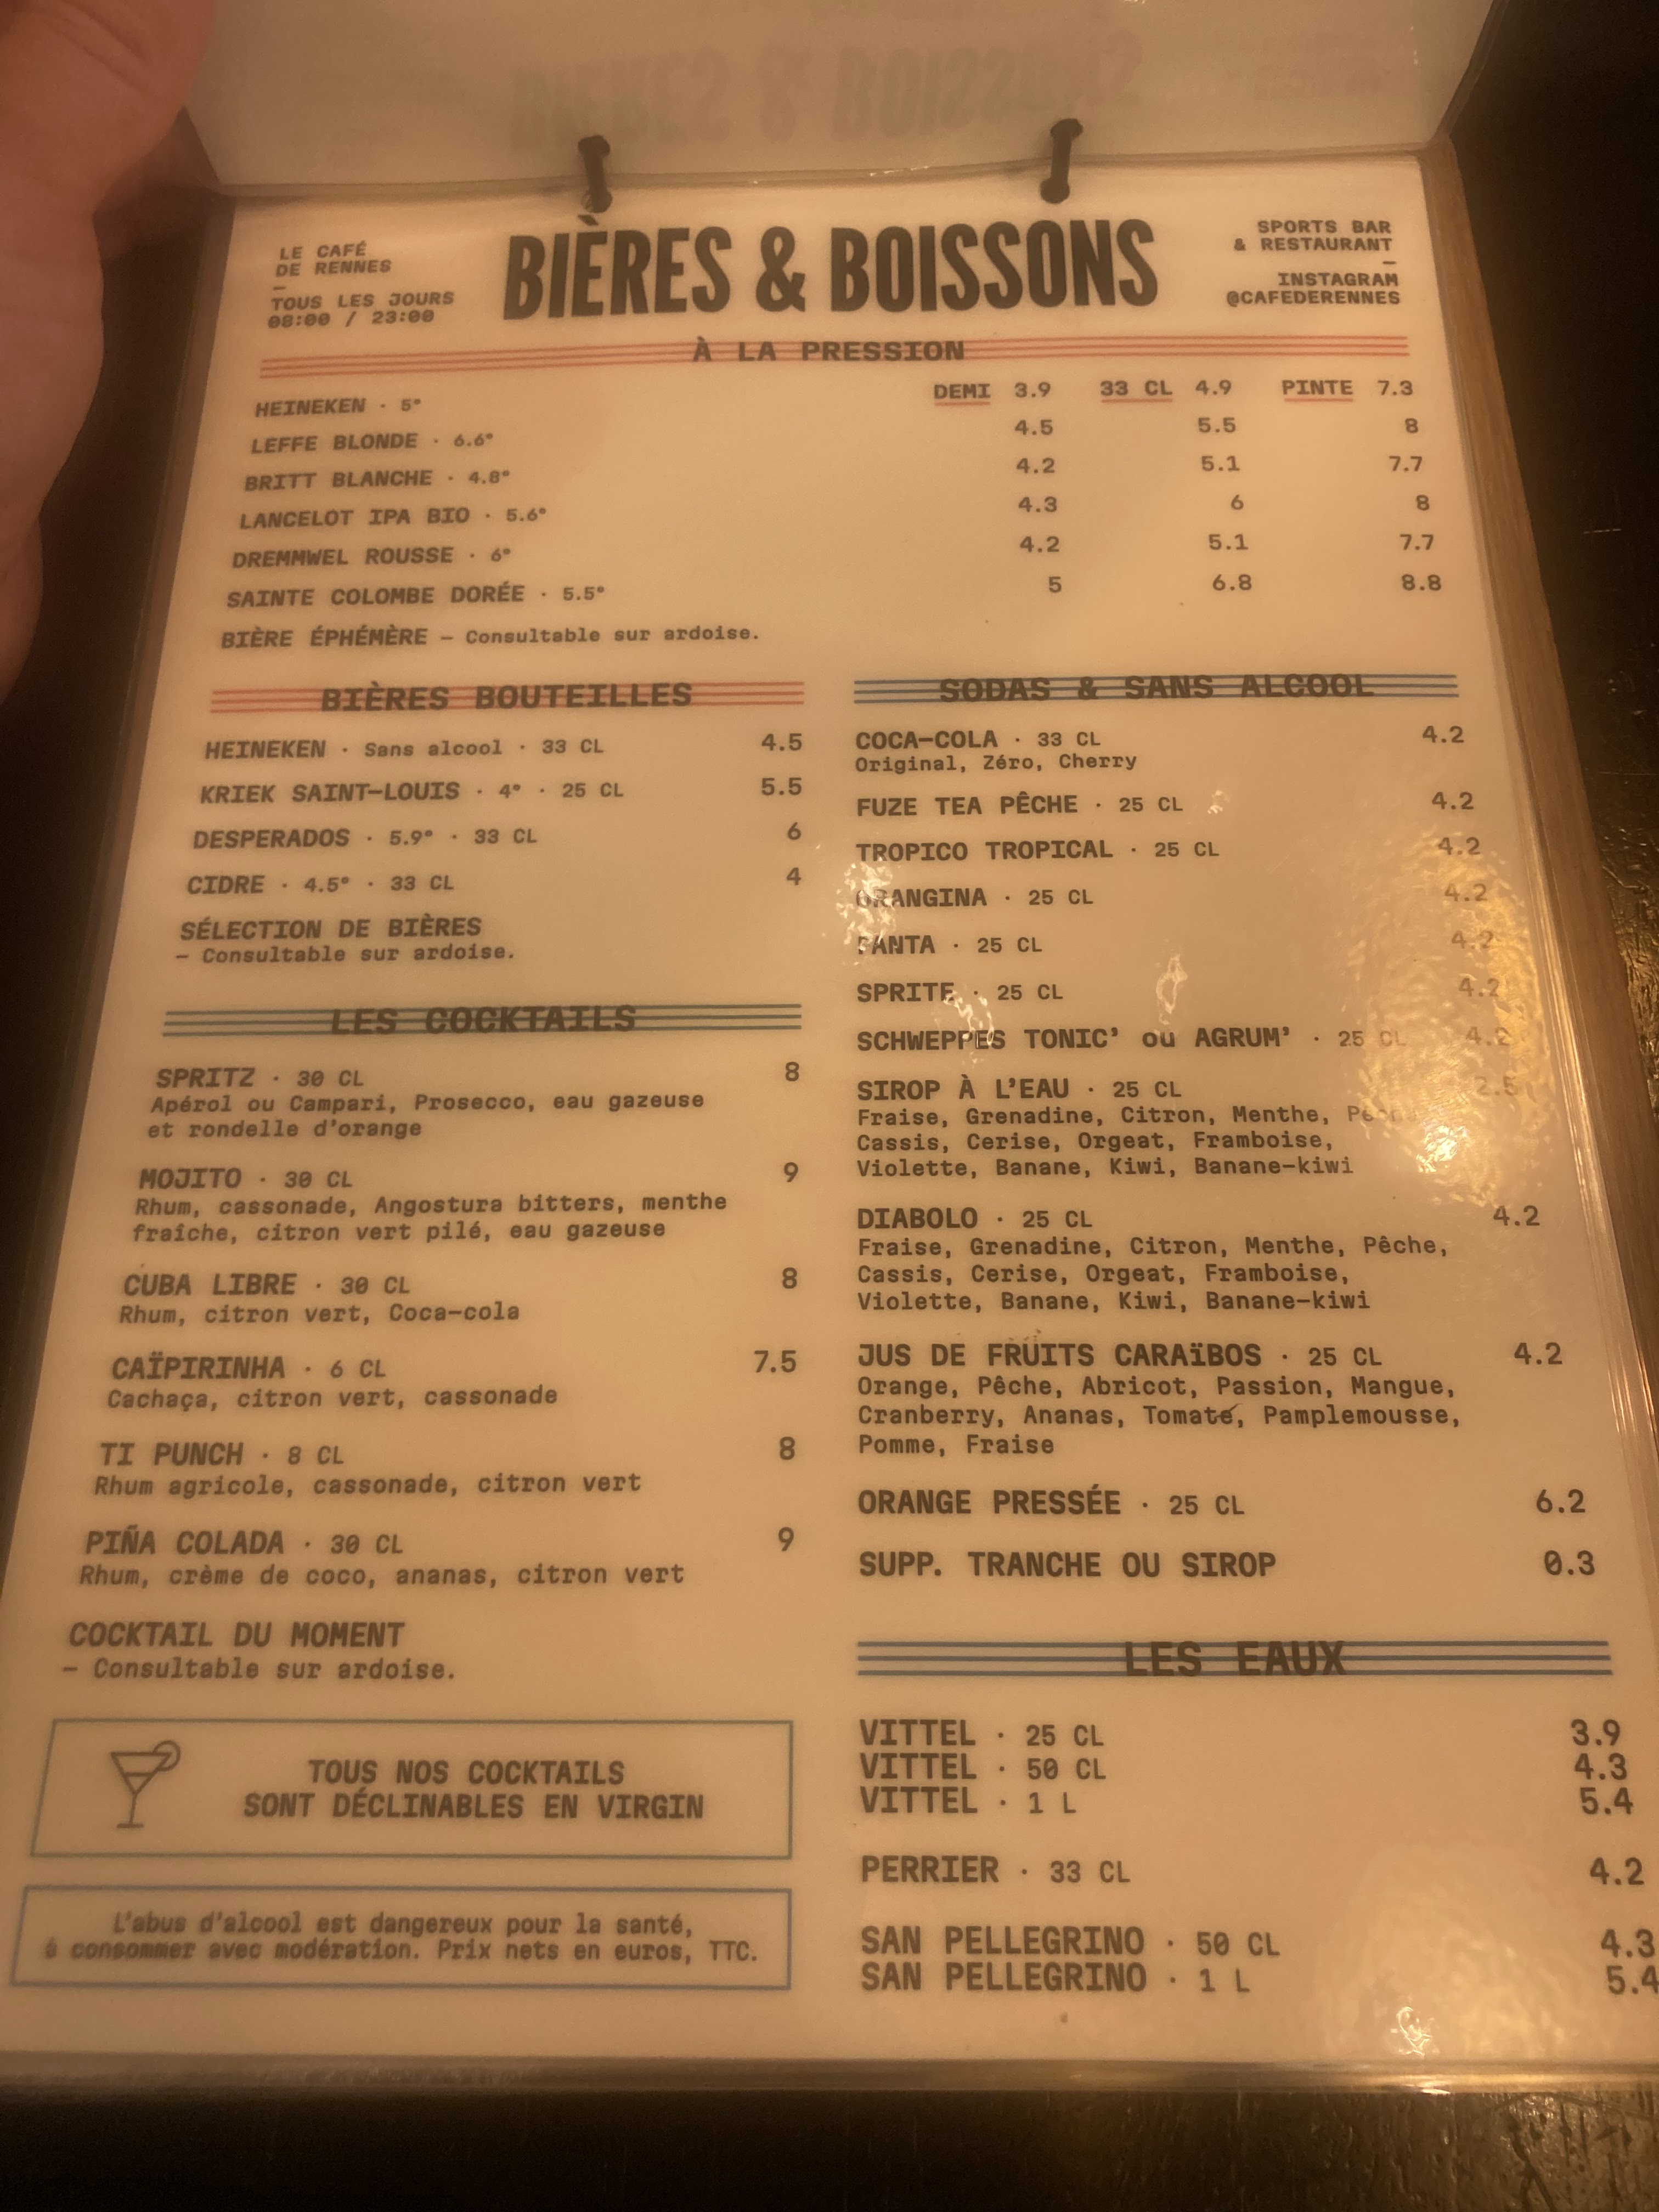 LE CAFÉ
DE RENNES
–
TOUS LES JOURS
08:00 / 23:00
BIÈRES & BOISSONS
SPORTS BAR
& RESTAURANT
–
INSTAGRAM
@CAFEDERENNES
À LA PRESSION
HEINEKEN · 5° DEMI 3.9 33 CL 4.9 PINTE 7.3
LEFFE BLONDE · 6.6° 4.5 5.5 8
BRITT BLANCHE · 4.8° 4.2 5.1 7.7
LANCELOT IPA BIO · 5.6° 4.3 6 8
DREMMWEL ROUSSE · 6° 4.2 5.1 7.7
SAINTE COLOMBE DORÉE · 5.5° 5 6.8 8.8
BIÈRE ÉPHÉMÈRE – Consultable sur ardoise.
BIÈRES BOUTEILLES
HEINEKEN · Sans alcool · 33 CL 4.5
KRIEK SAINT-LOUIS · 4° · 25 CL 5.5
DESPERADOS · 5.9° · 33 CL 6
CIDRE · 4.5° · 33 CL 4
SÉLECTION DE BIÈRES
– Consultable sur ardoise.
LES COCKTAILS
SPRITZ · 30 CL 8
Apérol ou Campari, Prosecco, eau gazeuse
et rondelle d'orange
MOJITO · 30 CL 9
Rhum, cassonade, Angostura bitters, menthe
fraîche, citron vert pilé, eau gazeuse
CUBA LIBRE · 30 CL 8
Rhum, citron vert, Coca-cola
CAÏPIRINHA · 6 CL 7.5
Cachaça, citron vert, cassonade
TI PUNCH · 8 CL 8
Rhum agricole, cassonade, citron vert
PIÑA COLADA · 30 CL 9
Rhum, crème de coco, ananas, citron vert
COCKTAIL DU MOMENT
– Consultable sur ardoise.
TOUS NOS COCKTAILS
SONT DÉCLINABLES EN VIRGIN
L'abus d'alcool est dangereux pour la santé,
à consommer avec modération. Prix nets en euros, TTC.
SODAS & SANS ALCOOL
COCA-COLA · 33 CL 4.2
Original, Zéro, Cherry
FUZE TEA PÊCHE · 25 CL 4.2
TROPICO TROPICAL · 25 CL 4.2
ORANGINA · 25 CL 4.2
FANTA · 25 CL 4.2
SPRITE · 25 CL 4.2
SCHWEPPES TONIC' ou AGRUM' · 25 CL 4.2
SIROP À L'EAU · 25 CL 2.5
Fraise, Grenadine, Citron, Menthe,
Cassis, Cerise, Orgeat, Framboise,
Violette, Banane, Kiwi, Banane-kiwi
DIABOLO · 25 CL 4.2
Fraise, Grenadine, Citron, Menthe, Pêche,
Cassis, Cerise, Orgeat, Framboise,
Violette, Banane, Kiwi, Banane-kiwi
JUS DE FRUITS CARAïBOS · 25 CL 4.2
Orange, Pêche, Abricot, Passion, Mangue,
Cranberry, Ananas, Tomate, Pamplemousse,
Pomme, Fraise
ORANGE PRESSÉE · 25 CL 6.2
SUPP. TRANCHE OU SIROP 0.3
LES EAUX
VITTEL · 25 CL 3.9
VITTEL · 50 CL 4.3
VITTEL · 1 L 5.4
PERRIER · 33 CL 4.2
SAN PELLEGRINO · 50 CL 4.3
SAN PELLEGRINO · 1 L 5.4